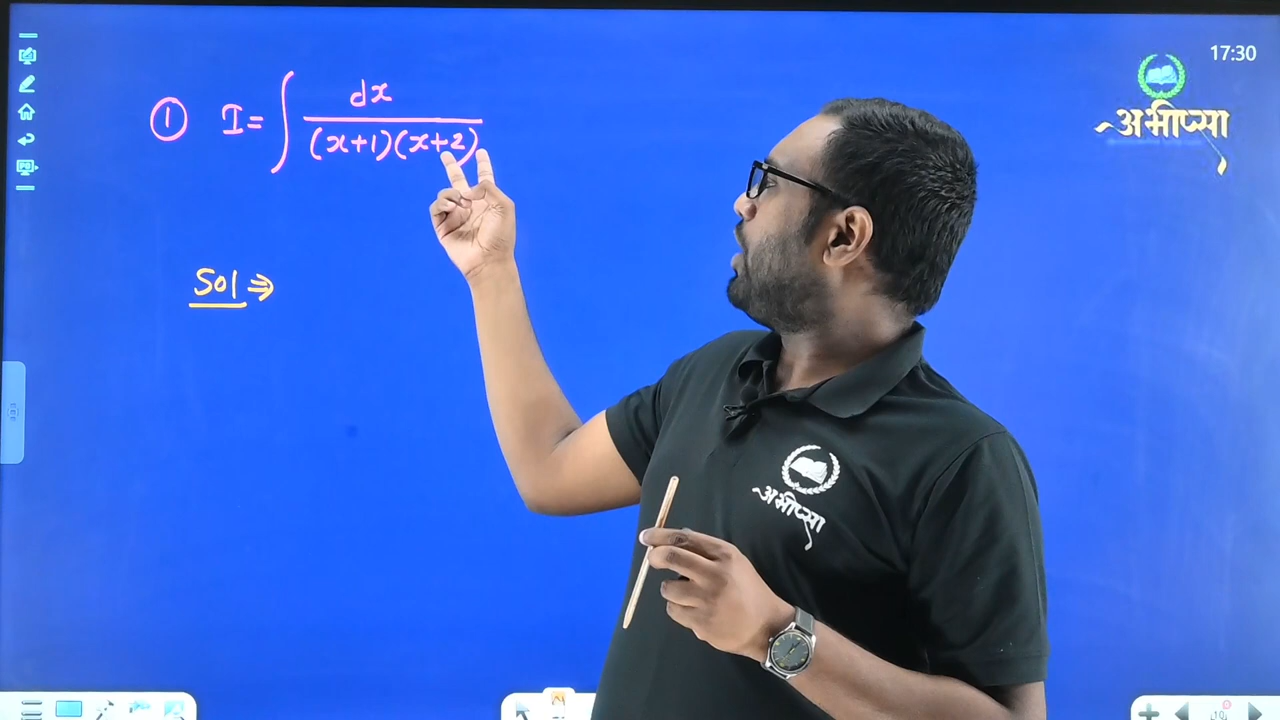 17:30
अभीप्सा
① I = ∫ dx / (x+1)(x+2)
Sol ⇒
अभीप्सा